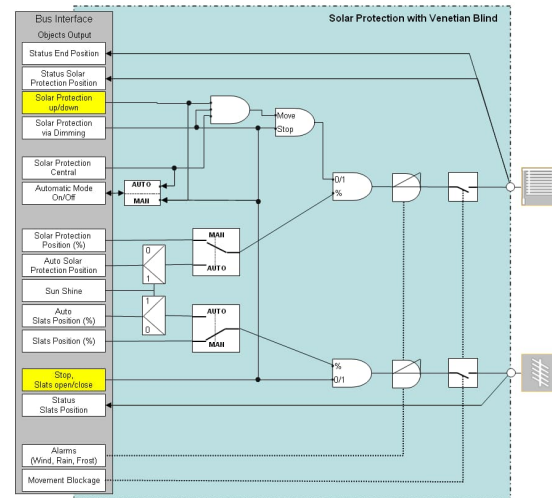 Bus Interface
Solar Protection with Venetian Blind
Objects Output
Status End Position
Status Solar
Protection Position
Solar Protection
up/down
Solar Protection
via Dimming
Move
Stop
Solar Protection
Central
Automatic Mode
On/Off
AUTO
MAN
0/1
%
Solar Protection
Position (%)
MAN
AUTO
Auto Solar
Protection Position
0
1
Sun Shine
Auto
Slats Position (%)
1
0
AUTO
MAN
Slats Position (%)
%
0/1
Stop,
Slats open/close
Status
Slats Position
Alarms
(Wind, Rain, Frost)
Movement Blockage